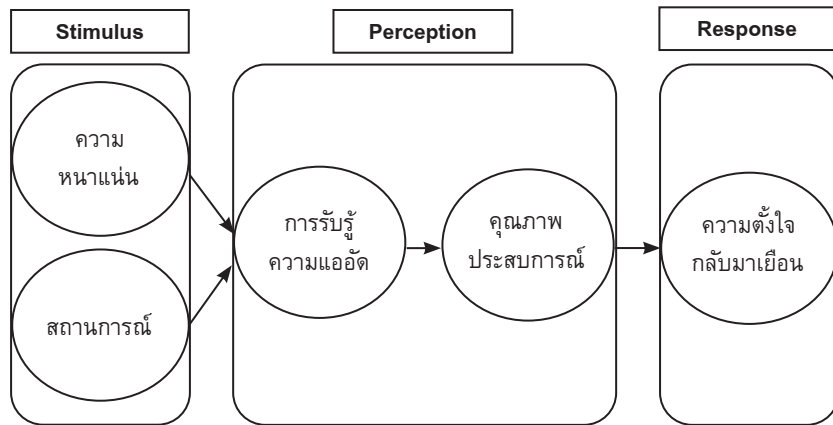 Stimulus
Perception
Response
ความ
หนาแน่น
สถานการณ์
การรับรู้
ความแออัด
คุณภาพ
ประสบการณ์
ความตั้งใจ
กลับมาเยือน